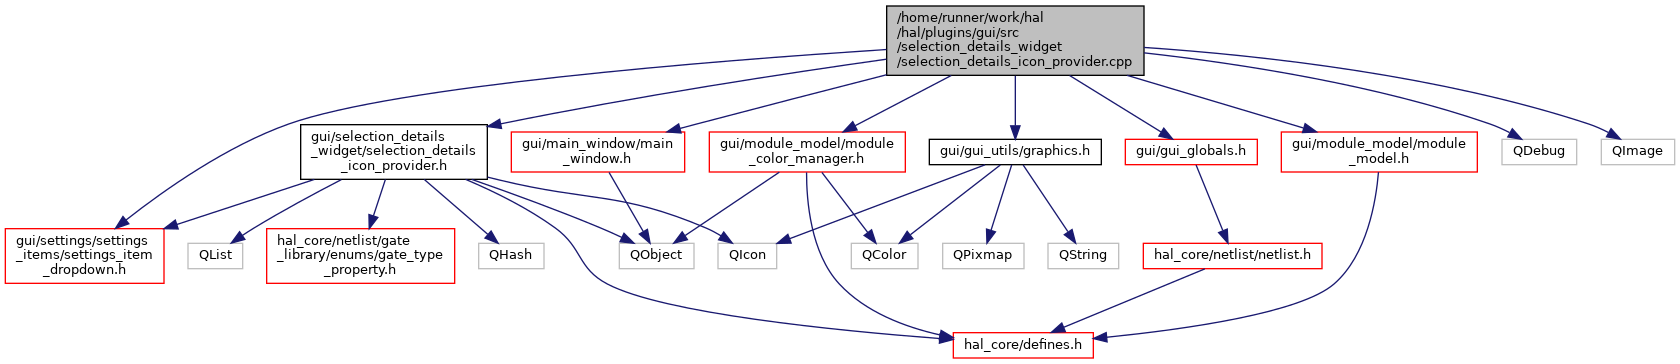 /home/runner/work/hal
/hal/plugins/gui/src
/selection_details_widget
/selection_details_icon_provider.cpp
gui/selection_details
_widget/selection_details
_icon_provider.h
gui/main_window/main
_window.h
gui/module_model/module
_color_manager.h
gui/gui_utils/graphics.h
gui/gui_globals.h
gui/module_model/module
_model.h
QDebug
QImage
gui/settings/settings
_items/settings_item
_dropdown.h
QList
hal_core/netlist/gate
_library/enums/gate_type
_property.h
QHash
QObject
QIcon
QColor
QPixmap
QString
hal_core/netlist/netlist.h
hal_core/defines.h